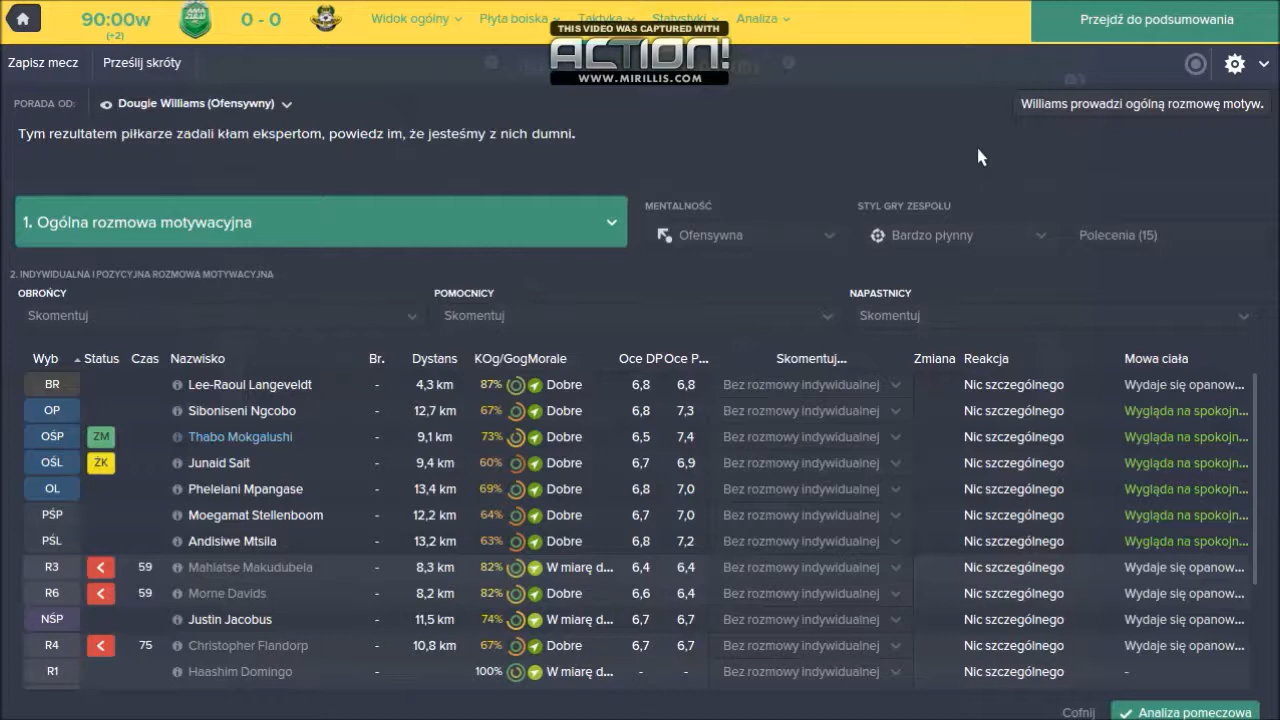 90:00w
(+2)
0 - 0
Widok ogólny
Płyta boiska
Taktyka
Statystyki
Analiza
Przejdź do podsumowania
THIS VIDEO WAS CAPTURED WITH
ACTION!
WWW.MIRILLIS.COM
Zapisz mecz
Prześlij skróty
PORADA OD:
Dougie Williams (Ofensywny)
Williams prowadzi ogólną rozmowę motyw.
Tym rezultatem piłkarze zadali kłam ekspertom, powiedz im, że jesteśmy z nich dumni.
1. Ogólna rozmowa motywacyjna
MENTALNOŚĆ
STYL GRY ZESPOŁU
Ofensywna
Bardzo płynny
Polecenia (15)
2. INDYWIDUALNA I POZYCYJNA ROZMOWA MOTYWACYJNA
OBROŃCY
POMOCNICY
NAPASTNICY
Skomentuj
Skomentuj
Skomentuj
Wyb Status Czas Nazwisko Br. Dystans KOg/GogMorale Oce DP Oce P... Skomentuj... Zmiana Reakcja Mowa ciała
BR Lee-Raoul Langeveldt - 4,3 km 87% Dobre 6,8 6,8 Bez rozmowy indywidualnej Nic szczególnego Wydaje się opanow...
OP Siboniseni Ngcobo - 12,7 km 67% Dobre 6,8 7,3 Bez rozmowy indywidualnej Nic szczególnego Wygląda na spokojn...
OŚP ZM Thabo Mokgalushi - 9,1 km 73% Dobre 6,5 7,4 Bez rozmowy indywidualnej Nic szczególnego Wygląda na spokojn...
OŚL ŻK Junaid Sait - 9,4 km 60% Dobre 6,7 6,9 Bez rozmowy indywidualnej Nic szczególnego Wygląda na spokojn...
OL Phelelani Mpangase - 13,4 km 69% Dobre 6,8 7,0 Bez rozmowy indywidualnej Nic szczególnego Wygląda na spokojn...
PŚP Moegamat Stellenboom - 12,2 km 64% Dobre 6,7 7,0 Bez rozmowy indywidualnej Nic szczególnego Wygląda na spokojn...
PŚL Andisiwe Mtsila - 13,2 km 63% Dobre 6,8 7,2 Bez rozmowy indywidualnej Nic szczególnego Wygląda na spokojn...
R3 59 Mahlatse Makudubela - 8,3 km 82% W miarę d... 6,4 6,4 Bez rozmowy indywidualnej Nic szczególnego Wydaje się opanow...
R6 59 Morne Davids - 8,2 km 82% Dobre 6,6 6,4 Bez rozmowy indywidualnej Nic szczególnego Wydaje się opanow...
NŚP Justin Jacobus - 11,5 km 74% W miarę d... 6,7 6,7 Bez rozmowy indywidualnej Nic szczególnego Wydaje się opanow...
R4 75 Christopher Flandorp - 10,8 km 67% Dobre 6,7 6,7 Bez rozmowy indywidualnej Nic szczególnego Wydaje się opanow...
R1 Haashim Domingo - 100% W miarę d... - - Bez rozmowy indywidualnej Nic szczególnego -
Cofnij
Analiza pomeczowa